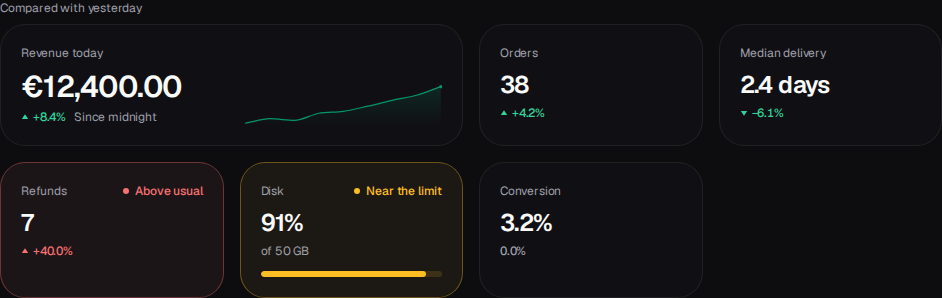 Compared with yesterday
Revenue today
€12,400.00
▲ +8.4% Since midnight
Orders
38
▲ +4.2%
Median delivery
2.4 days
▼ −6.1%
Refunds
Above usual
7
▲ +40.0%
Disk
Near the limit
91%
of 50 GB
Conversion
3.2%
0.0%